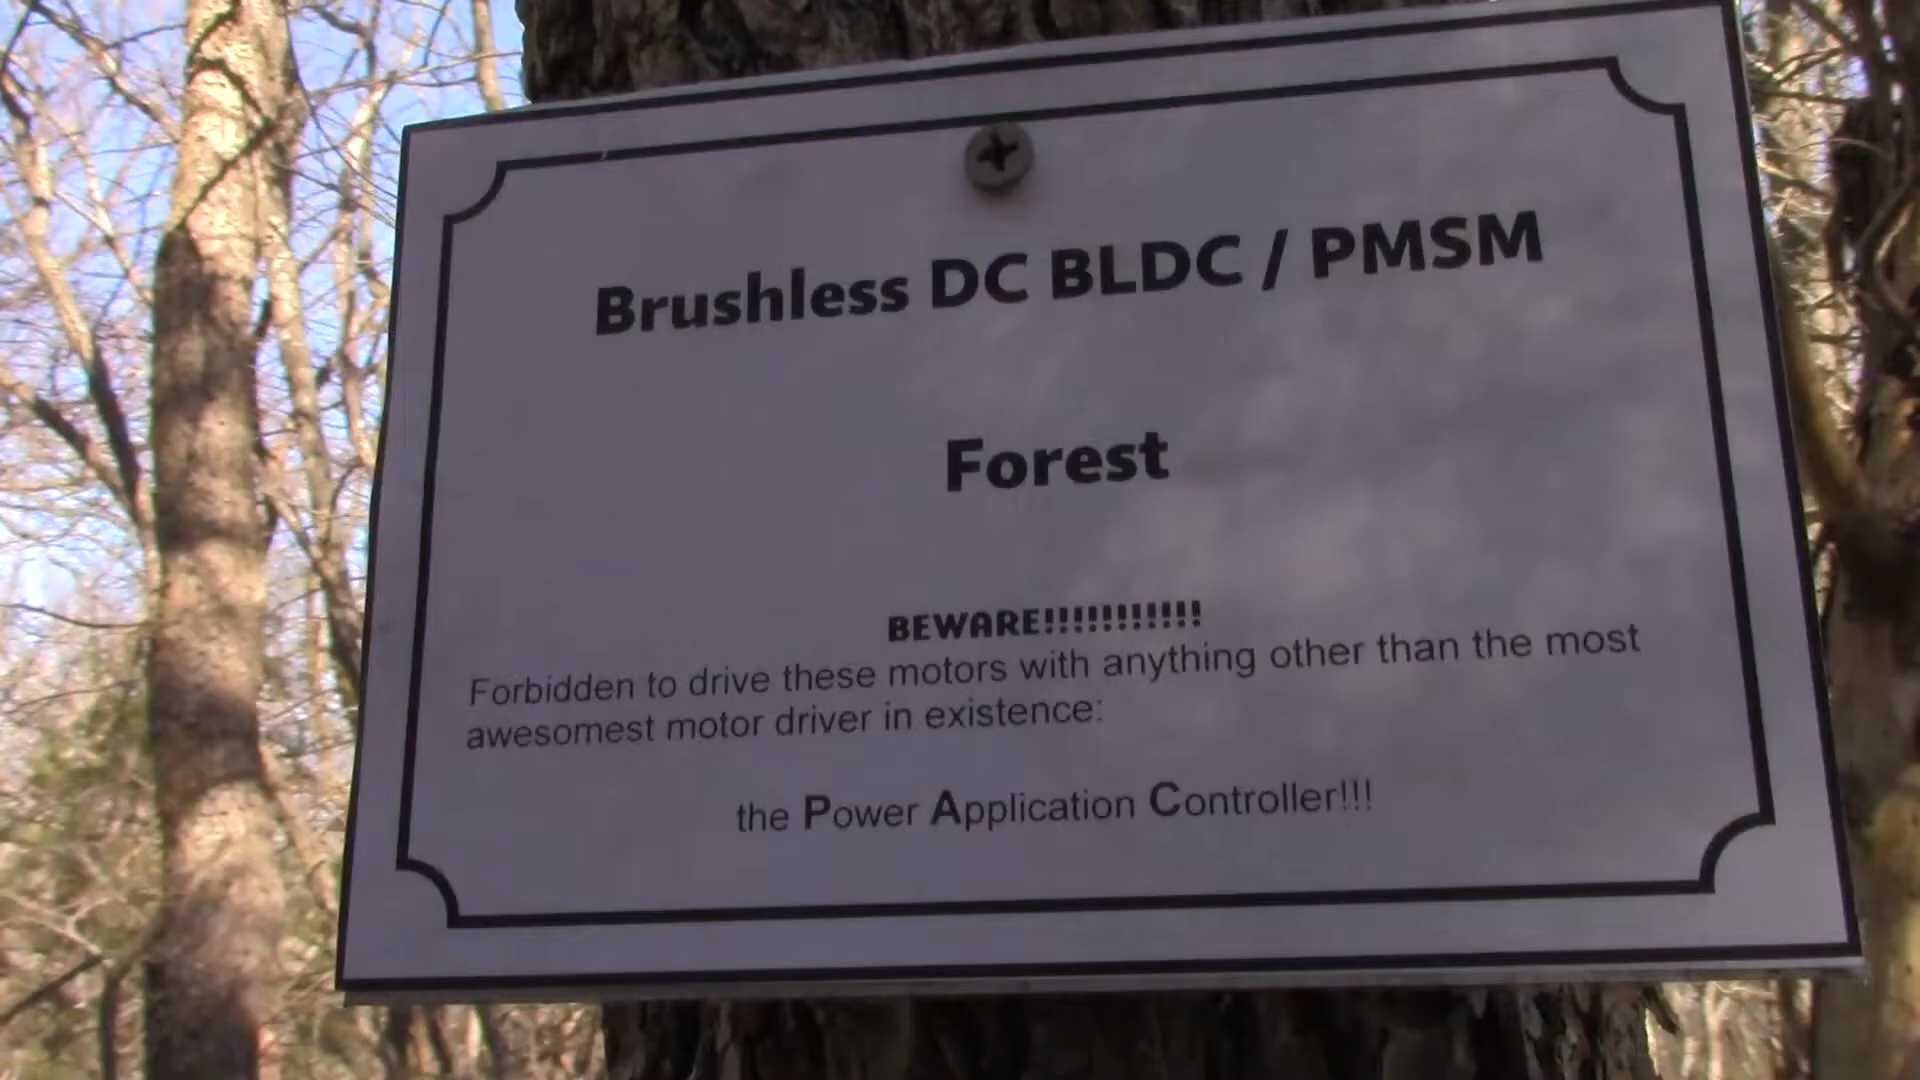 Brushless DC BLDC / PMSM
Forest
BEWARE!!!!!!!!!!!
Forbidden to drive these motors with anything other than the most
awesomest motor driver in existence:
the Power Application Controller!!!